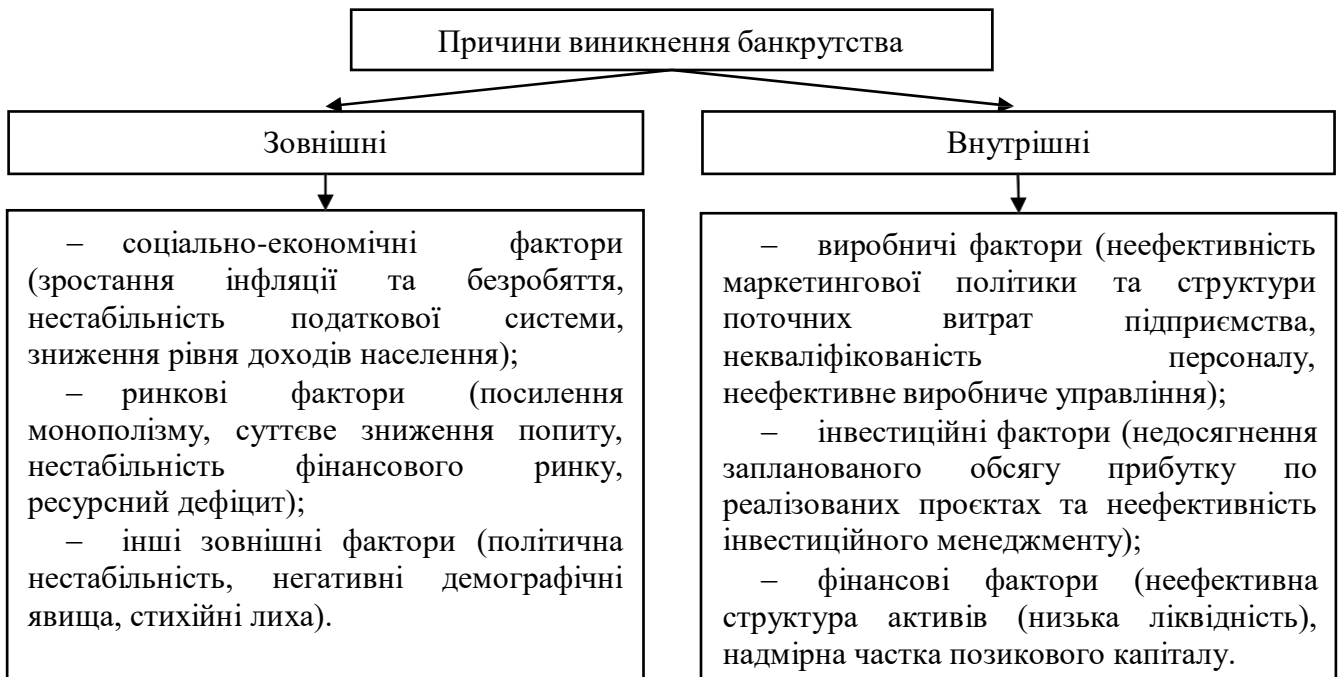 Причини виникнення банкрутства
Зовнішні
Внутрішні
– соціально-економічні фактори
(зростання інфляції та безробяття,
нестабільність податкової системи,
зниження рівня доходів населення);
– ринкові фактори (посилення
монополізму, суттєве зниження попиту,
нестабільність фінансового ринку,
ресурсний дефіцит);
– інші зовнішні фактори (політична
нестабільність, негативні демографічні
явища, стихійні лиха).
– виробничі фактори (неефективність
маркетингової політики та структури
поточних витрат підприємства,
некваліфікованість персоналу,
неефективне виробниче управління);
– інвестиційні фактори (недосягнення
запланованого обсягу прибутку по
реалізованих проєктах та неефективність
інвестиційного менеджменту);
– фінансові фактори (неефективна
структура активів (низька ліквідність),
надмірна частка позикового капіталу.